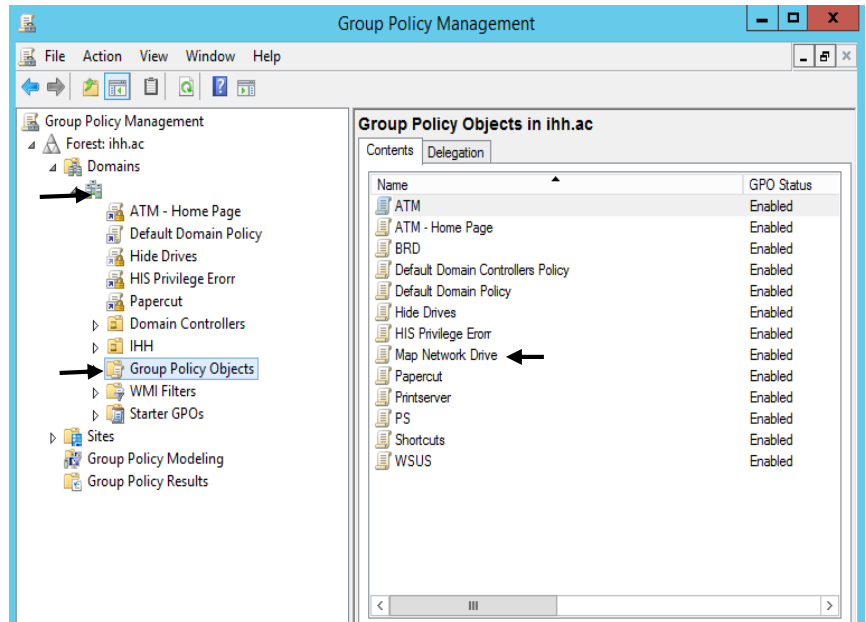 Group Policy Management
File Action View Window Help
Group Policy Management
Forest: ihh.ac
Domains
ATM - Home Page
Default Domain Policy
Hide Drives
HIS Privilege Erorr
Papercut
Domain Controllers
IHH
Group Policy Objects
WMI Filters
Starter GPOs
Sites
Group Policy Modeling
Group Policy Results
Group Policy Objects in ihh.ac
Contents Delegation
Name GPO Status
ATM Enabled
ATM - Home Page Enabled
BRD Enabled
Default Domain Controllers Policy Enabled
Default Domain Policy Enabled
Hide Drives Enabled
HIS Privilege Erorr Enabled
Map Network Drive Enabled
Papercut Enabled
Printserver Enabled
PS Enabled
Shortcuts Enabled
WSUS Enabled